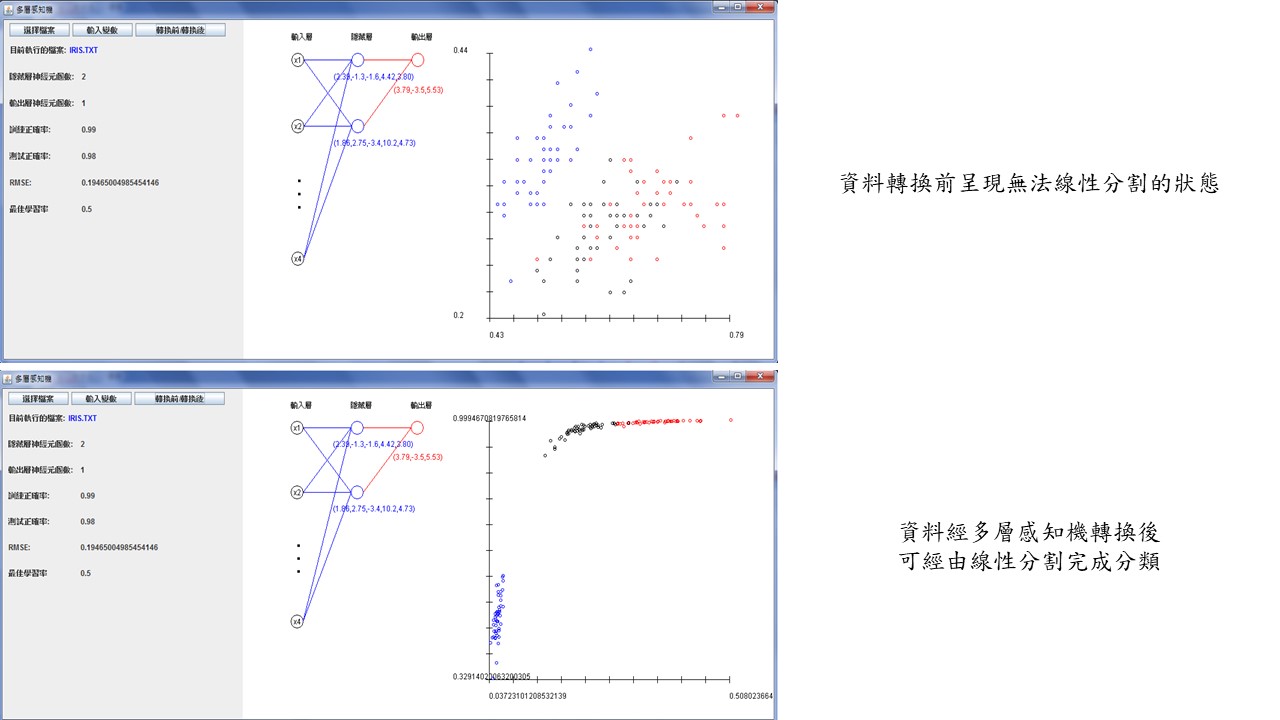 多層感知機
選擇檔案 輸入變數 轉換前/轉換後
目前執行的檔案: IRIS.TXT
隱藏層神經元個數: 2
輸出層神經元個數: 1
訓練正確率: 0.99
測試正確率: 0.98
RMSE: 0.19465004985454146
最佳學習率 0.5
輸入層 隱藏層 輸出層
x1
(2.39,-1.3,-1.6,4.42,3.80)
(3.79,-3.5,5.53)
x2
(1.86,2.75,-3.4,10.2,4.73)
x4
0.44
0.2
0.43 0.79
資料轉換前呈現無法線性分割的狀態
多層感知機
選擇檔案 輸入變數 轉換前/轉換後
目前執行的檔案: IRIS.TXT
隱藏層神經元個數: 2
輸出層神經元個數: 1
訓練正確率: 0.99
測試正確率: 0.98
RMSE: 0.19465004985454146
最佳學習率 0.5
輸入層 隱藏層 輸出層
x1
(2.39,-1.3,-1.6,4.42,3.80)
(3.79,-3.5,5.53)
x2
(1.86,2.75,-3.4,10.2,4.73)
x4
0.9994670819765814
0.32914020063200305
0.03723101208532139 0.508023664
資料經多層感知機轉換後
可經由線性分割完成分類